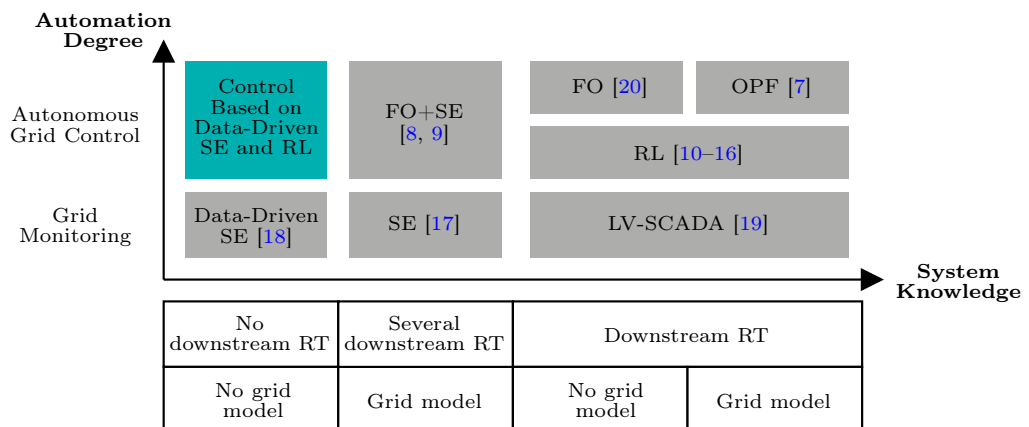 Automation
Degree
Autonomous
Grid Control
Control
Based on
Data-Driven
SE and RL
FO+SE
[8, 9]
FO [20]
OPF [7]
RL [10–16]
Grid
Monitoring
Data-Driven
SE [18]
SE [17]
LV-SCADA [19]
System
Knowledge
No
downstream RT
Several
downstream RT
Downstream RT
No grid
model
Grid model
No grid
model
Grid model